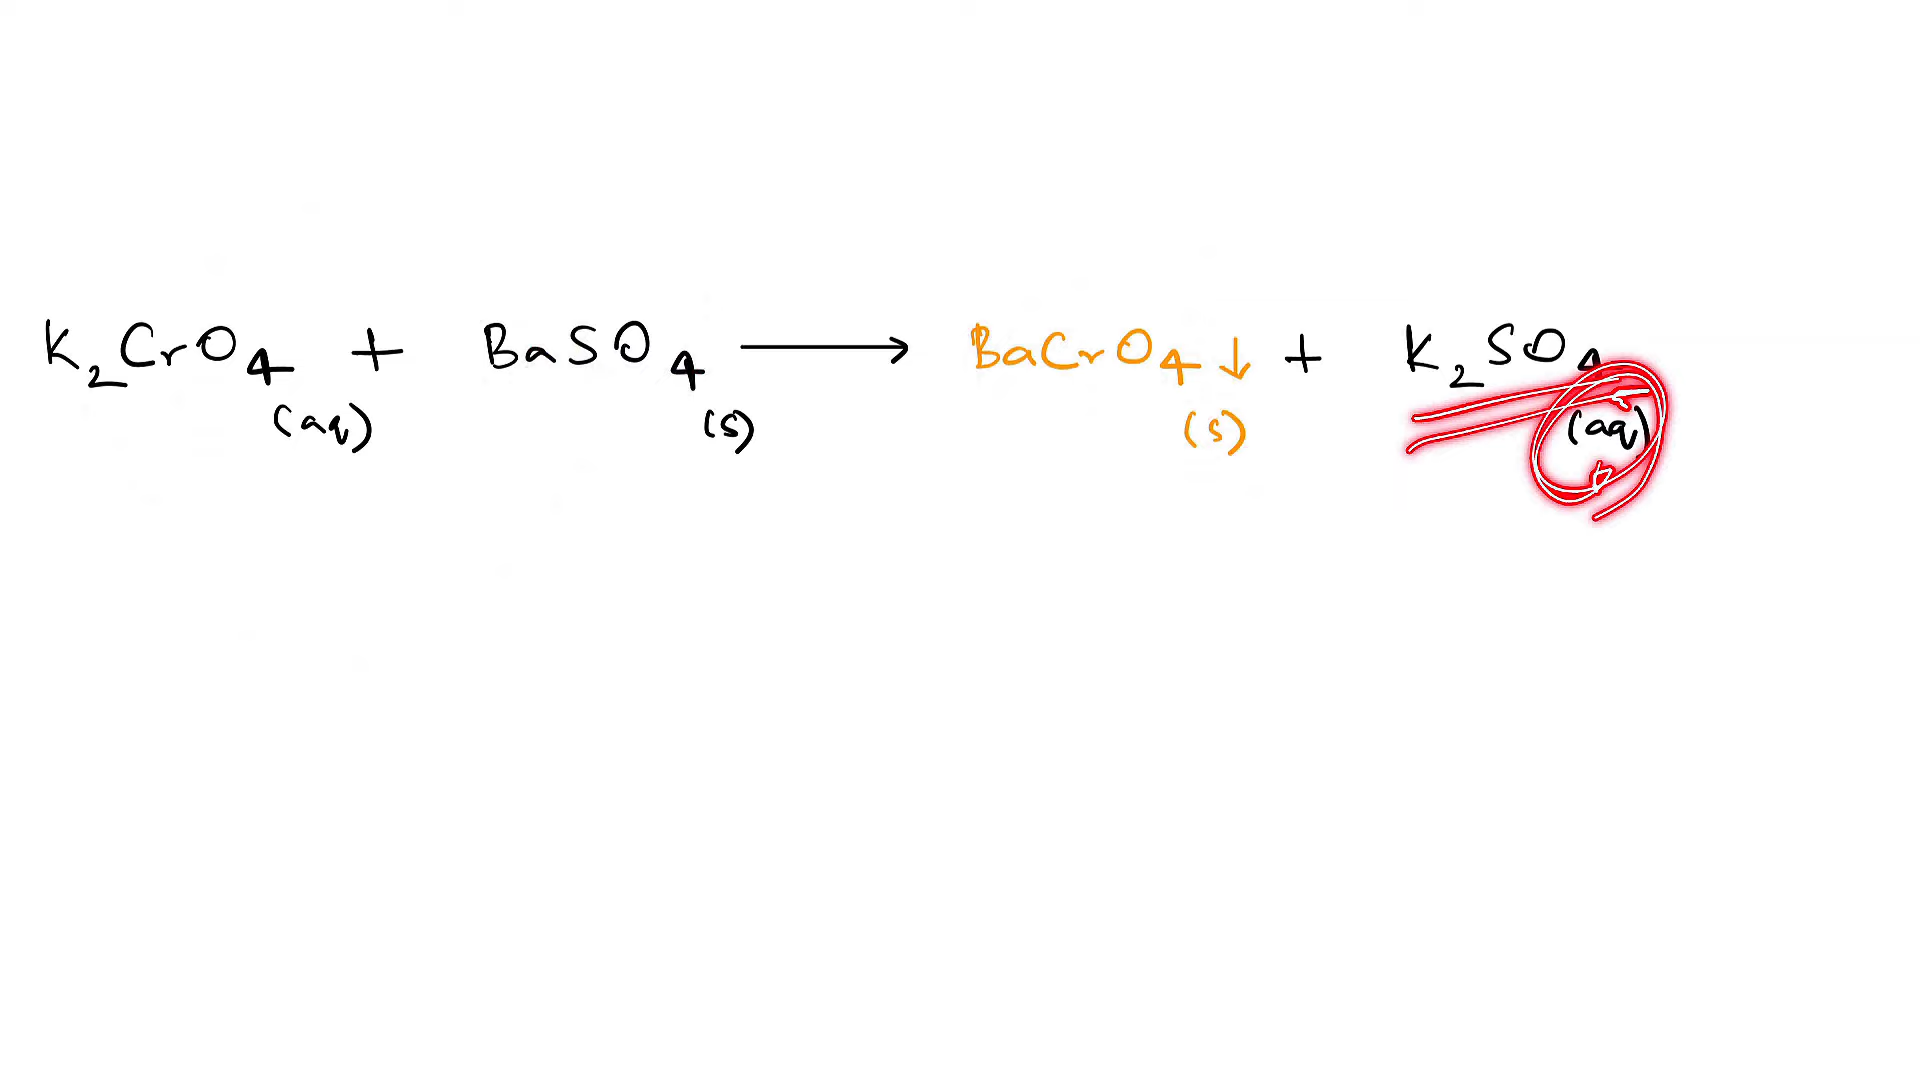 K₂CrO₄ + BaSO₄ ⟶ BaCrO₄↓ + K₂SO₄
(aq) (s) (s) (aq)